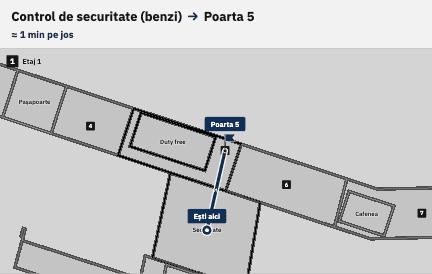 Control de securitate (benzi) → Poarta 5
≈ 1 min pe jos
1 Etaj 1
Pașapoarte
4
Duty free
Poarta 5
6
Cafenea
7
Ești aici